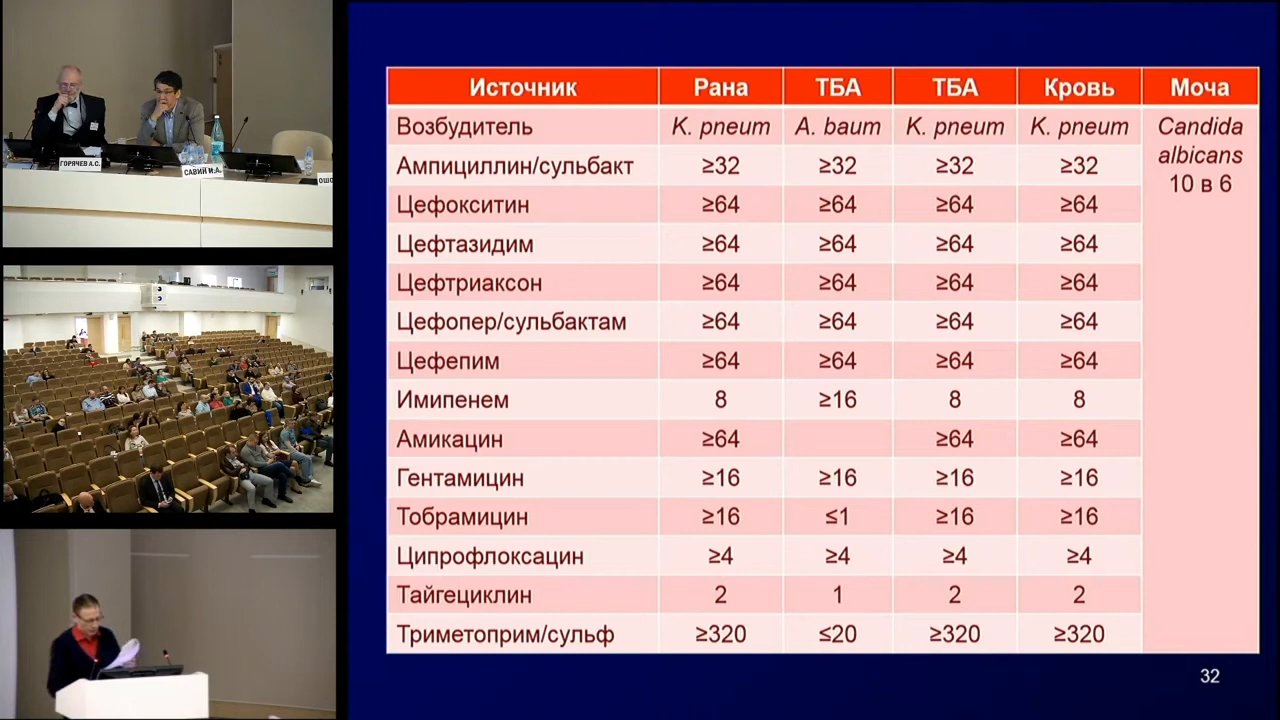 ГОРЯЧЕВ А.С.
САВИН И.А.
ОШО
Источник Рана ТБА ТБА Кровь Моча
Возбудитель K. pneum A. baum K. pneum K. pneum Candida albicans 10 в 6
Ампициллин/сульбакт ≥32 ≥32 ≥32 ≥32
Цефокситин ≥64 ≥64 ≥64 ≥64
Цефтазидим ≥64 ≥64 ≥64 ≥64
Цефтриаксон ≥64 ≥64 ≥64 ≥64
Цефопер/сульбактам ≥64 ≥64 ≥64 ≥64
Цефепим ≥64 ≥64 ≥64 ≥64
Имипенем 8 ≥16 8 8
Амикацин ≥64 ≥64 ≥64
Гентамицин ≥16 ≥16 ≥16 ≥16
Тобрамицин ≥16 ≤1 ≥16 ≥16
Ципрофлоксацин ≥4 ≥4 ≥4 ≥4
Тайгециклин 2 1 2 2
Триметоприм/сульф ≥320 ≤20 ≥320 ≥320
32